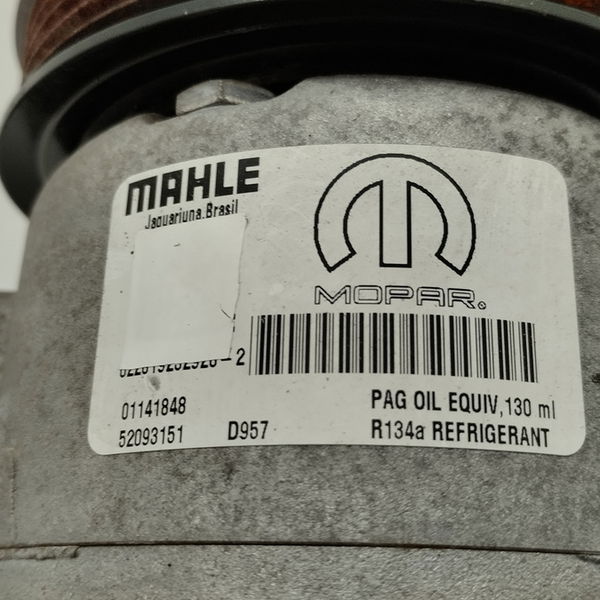 MAHLE
Jaguariuna.Brasil
MOPAR®
01141848
PAG OIL EQUIV, 130 ml
52093151 D957
R134a REFRIGERANT